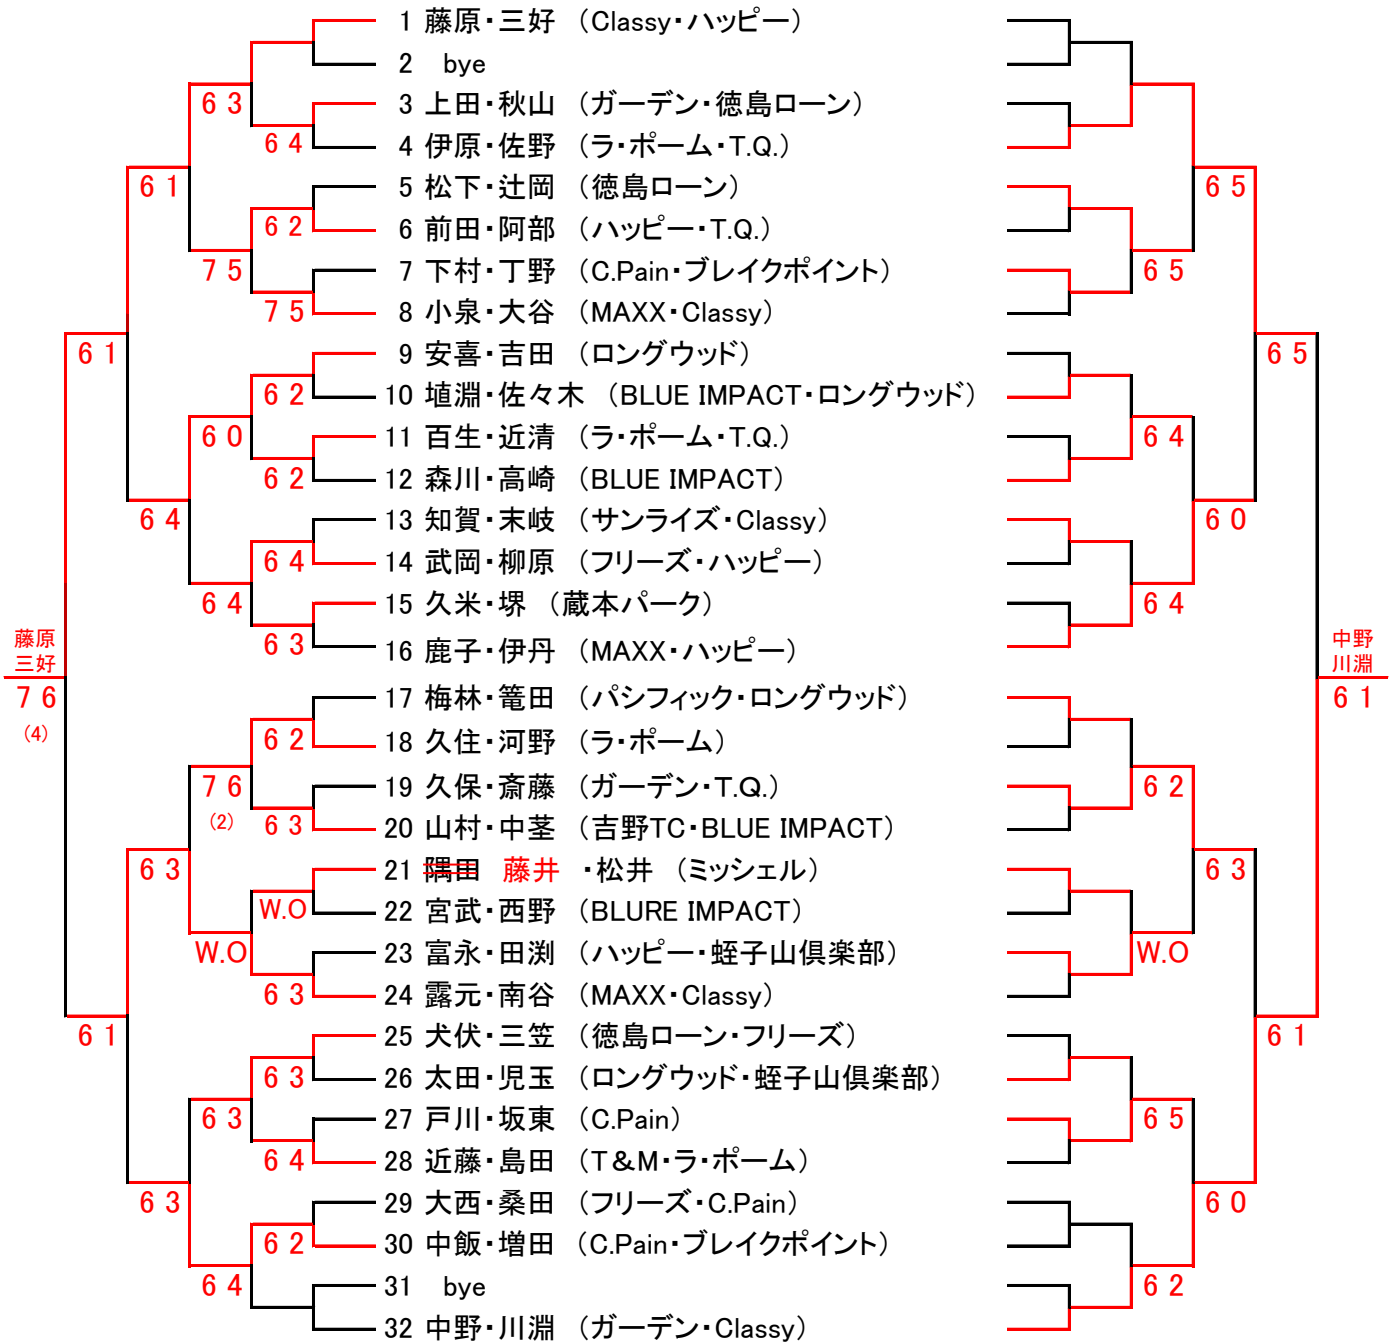 1 藤原・三好 （Classy・ハッピー）
2 bye
6 3
3 上田・秋山 （ガーデン・徳島ローン）
6 4
4 伊原・佐野 （ラ・ポーム・T.Q.）
6 1
5 松下・辻岡 （徳島ローン）
6 5
6 2
6 前田・阿部 （ハッピー・T.Q.）
7 5
7 下村・丁野 （C.Pain・ブレイクポイント）
6 5
7 5
8 小泉・大谷 （MAXX・Classy）
6 1
9 安喜・吉田 （ロングウッド）
6 5
6 2
10 埴淵・佐々木 （BLUE IMPACT・ロングウッド）
6 0
11 百生・近清 （ラ・ポーム・T.Q.）
6 4
6 2
12 森川・高崎 （BLUE IMPACT）
6 4
13 知賀・末岐 （サンライズ・Classy）
6 0
6 4
14 武岡・柳原 （フリーズ・ハッピー）
6 4
15 久米・堺 （蔵本パーク）
6 4
6 3
16 鹿子・伊丹 （MAXX・ハッピー）
藤原
三好
7 6
(4)
中野
川淵
6 1
17 梅林・篭田 （パシフィック・ロングウッド）
6 2
18 久住・河野 （ラ・ポーム）
7 6
(2)
19 久保・斎藤 （ガーデン・T.Q.）
6 2
6 3
20 山村・中茎 （吉野TC・BLUE IMPACT）
6 3
21 隅田 藤井 ・松井 （ミッシェル）
6 3
W.O
22 宮武・西野 （BLURE IMPACT）
W.O
23 富永・田渕 （ハッピー・蛭子山倶楽部）
W.O
6 3
24 露元・南谷 （MAXX・Classy）
6 1
25 犬伏・三笠 （徳島ローン・フリーズ）
6 1
6 3
26 太田・児玉 （ロングウッド・蛭子山倶楽部）
6 3
27 戸川・坂東 （C.Pain）
6 5
6 4
28 近藤・島田 （T＆M・ラ・ポーム）
6 3
29 大西・桑田 （フリーズ・C.Pain）
6 0
6 2
30 中飯・増田 （C.Pain・ブレイクポイント）
6 4
31 bye
6 2
32 中野・川淵 （ガーデン・Classy）